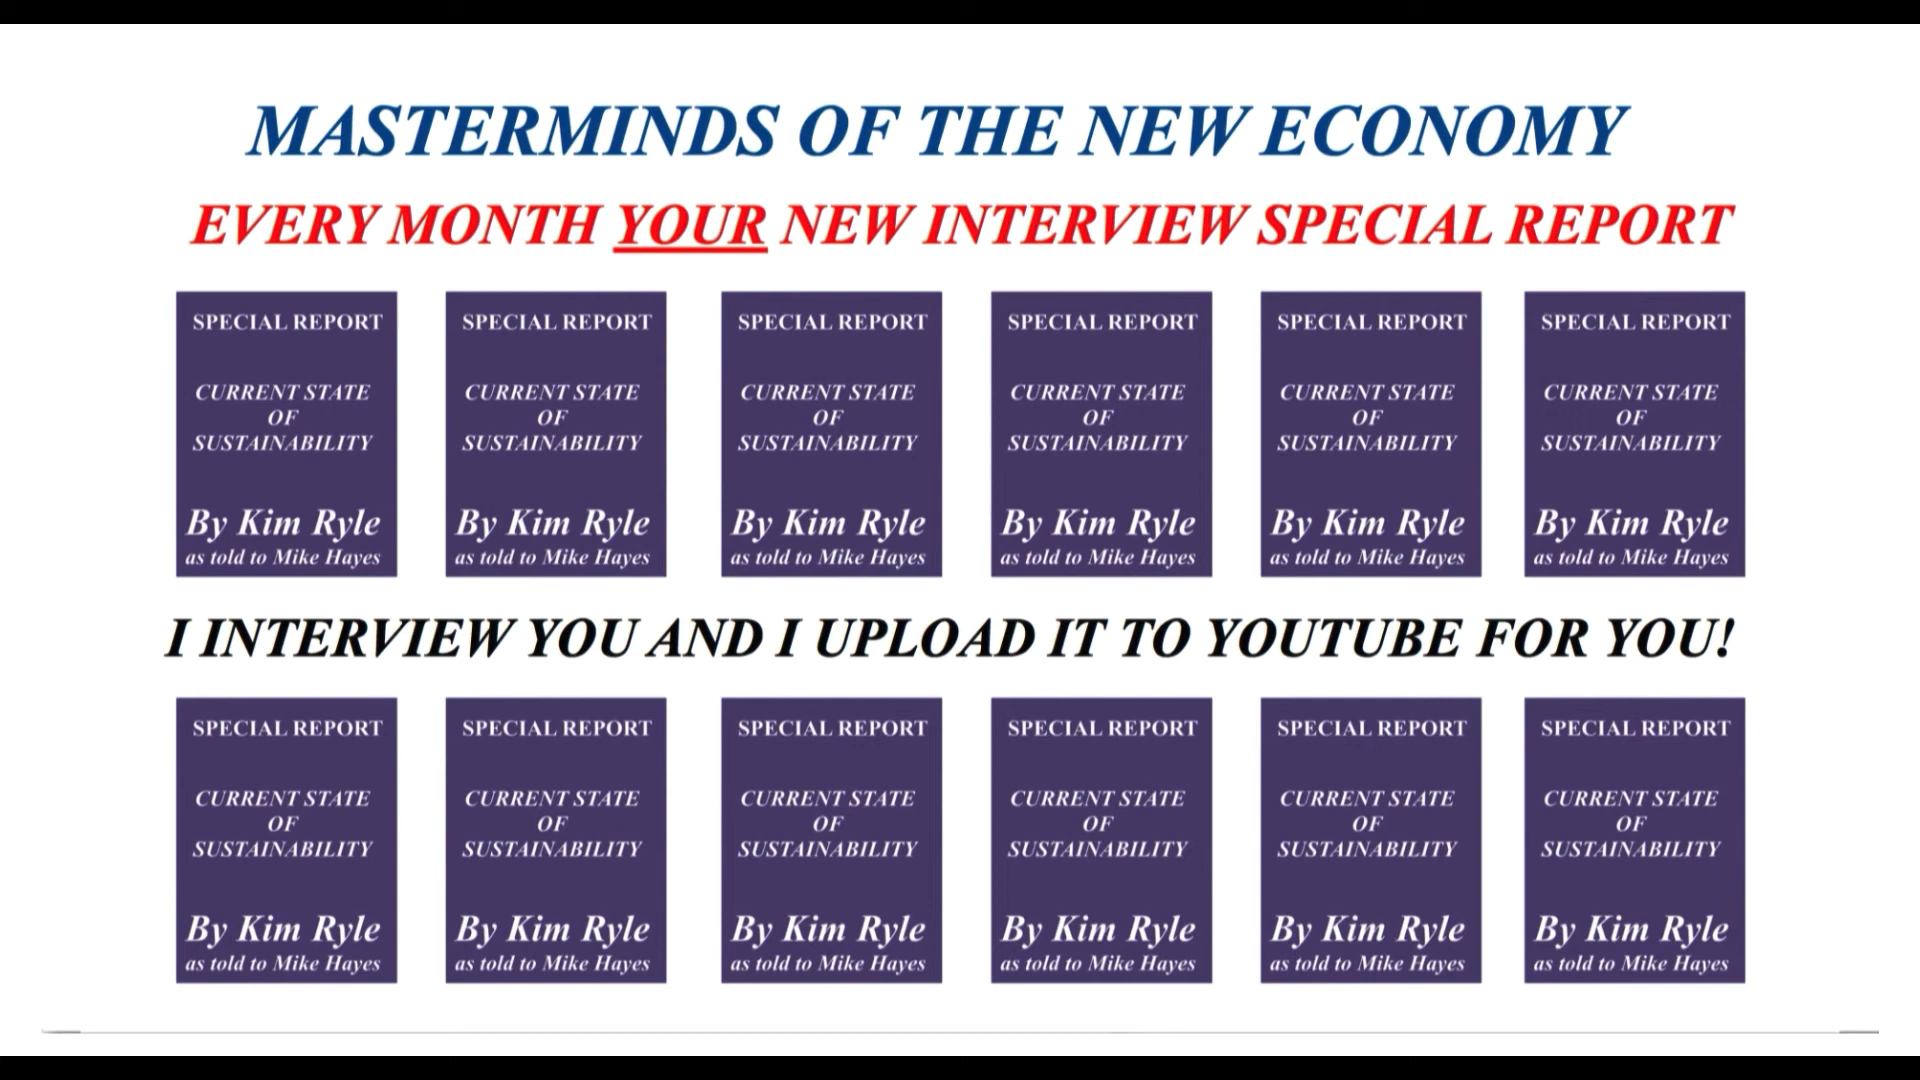 MASTERMINDS OF THE NEW ECONOMY
EVERY MONTH YOUR NEW INTERVIEW SPECIAL REPORT
SPECIAL REPORT
CURRENT STATE
OF
SUSTAINABILITY
By Kim Ryle
as told to Mike Hayes
SPECIAL REPORT
CURRENT STATE
OF
SUSTAINABILITY
By Kim Ryle
as told to Mike Hayes
SPECIAL REPORT
CURRENT STATE
OF
SUSTAINABILITY
By Kim Ryle
as told to Mike Hayes
SPECIAL REPORT
CURRENT STATE
OF
SUSTAINABILITY
By Kim Ryle
as told to Mike Hayes
SPECIAL REPORT
CURRENT STATE
OF
SUSTAINABILITY
By Kim Ryle
as told to Mike Hayes
SPECIAL REPORT
CURRENT STATE
OF
SUSTAINABILITY
By Kim Ryle
as told to Mike Hayes
I INTERVIEW YOU AND I UPLOAD IT TO YOUTUBE FOR YOU!
SPECIAL REPORT
CURRENT STATE
OF
SUSTAINABILITY
By Kim Ryle
as told to Mike Hayes
SPECIAL REPORT
CURRENT STATE
OF
SUSTAINABILITY
By Kim Ryle
as told to Mike Hayes
SPECIAL REPORT
CURRENT STATE
OF
SUSTAINABILITY
By Kim Ryle
as told to Mike Hayes
SPECIAL REPORT
CURRENT STATE
OF
SUSTAINABILITY
By Kim Ryle
as told to Mike Hayes
SPECIAL REPORT
CURRENT STATE
OF
SUSTAINABILITY
By Kim Ryle
as told to Mike Hayes
SPECIAL REPORT
CURRENT STATE
OF
SUSTAINABILITY
By Kim Ryle
as told to Mike Hayes